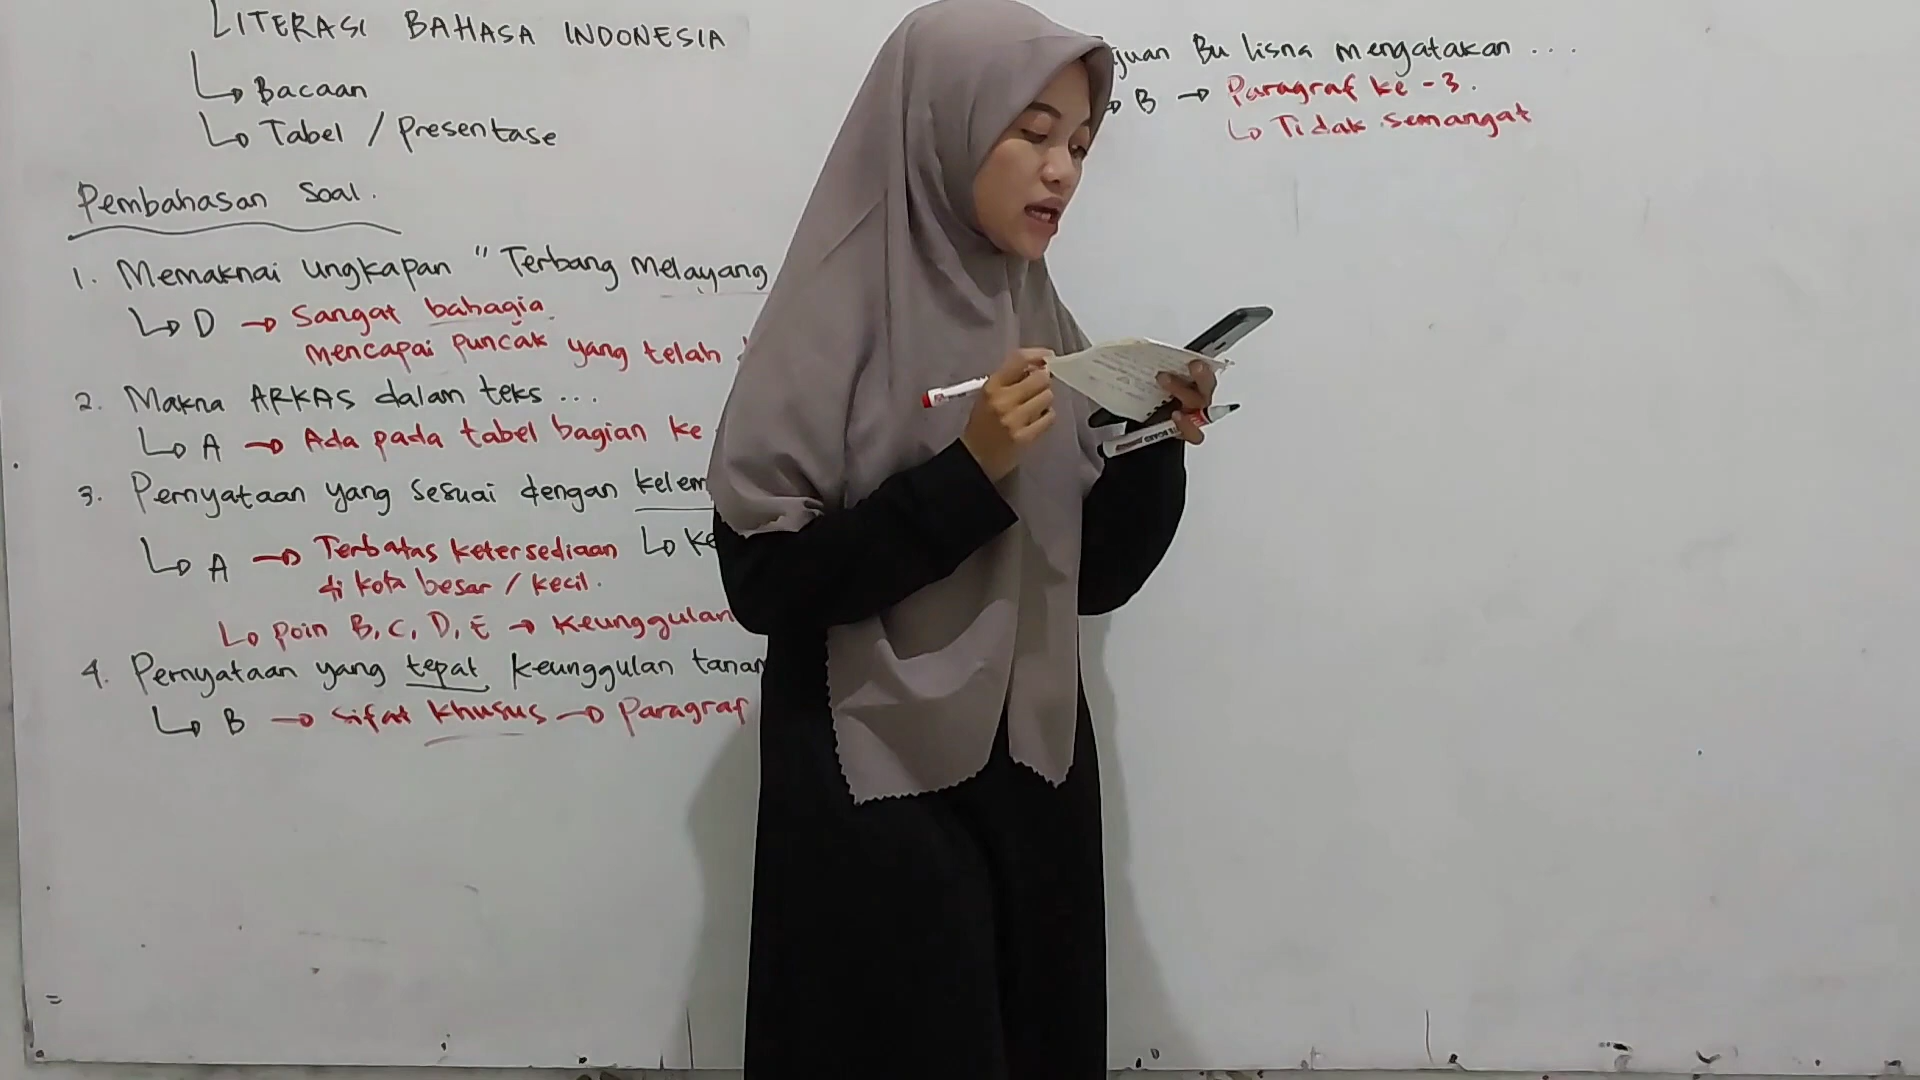 LITERASI BAHASA INDONESIA
↳ Bacaan
↳ Tabel / presentase
Pembahasan Soal.
1. Memaknai ungkapan " Terbang melayang
↳ D → Sangat bahagia
mencapai puncak yang telah
2. Makna ARKAS dalam teks ...
↳ A → Ada pada tabel bagian ke
3. Pernyataan yang sesuai dengan kelem
↳ A → Terbatas ketersediaan ↳ Ke
di kota besar / kecil.
↳ poin B, C, D, E → keunggulan
4. Pernyataan yang tepat keunggulan tanam
↳ B → sifat khusus → Paragraf
juan Bu lisna mengatakan ...
↳ B → Paragraf ke - 3.
↳ Tidak semangat